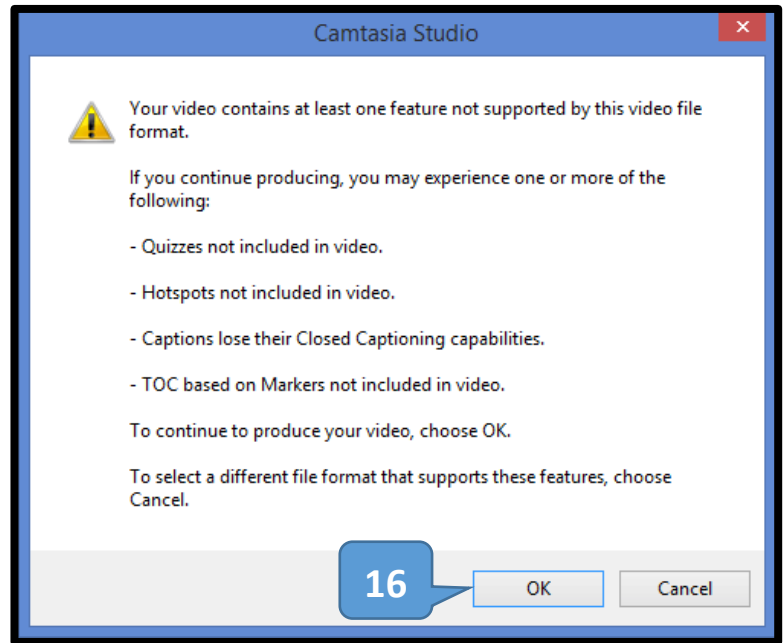 Camtasia Studio
Your video contains at least one feature not supported by this video file
format.
If you continue producing, you may experience one or more of the
following:
- Quizzes not included in video.
- Hotspots not included in video.
- Captions lose their Closed Captioning capabilities.
- TOC based on Markers not included in video.
To continue to produce your video, choose OK.
To select a different file format that supports these features, choose
Cancel.
16
OK
Cancel